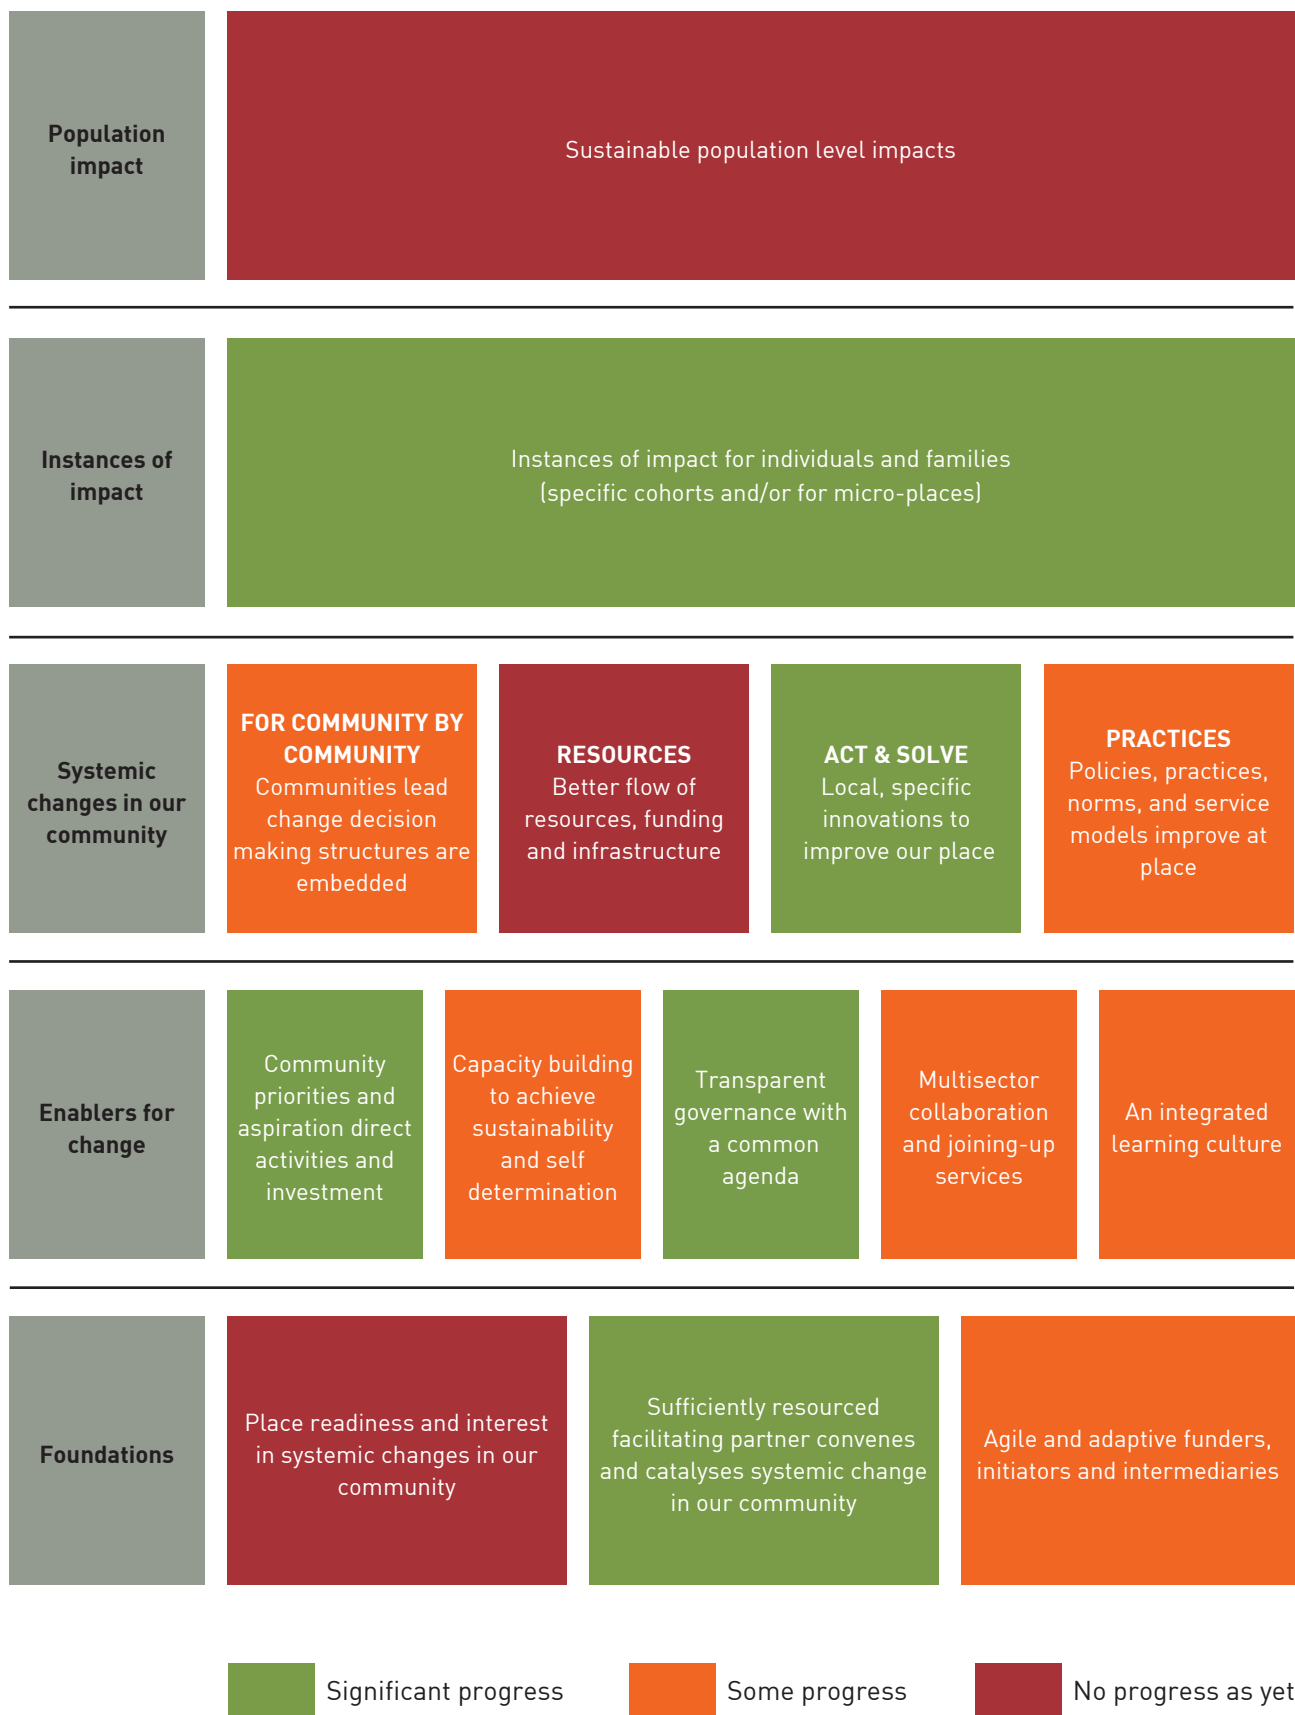 Population
impact
Sustainable population level impacts
Instances of
impact
Instances of impact for individuals and families
(specific cohorts and/or for micro-places)
Systemic
changes in our
community
FOR COMMUNITY BY
COMMUNITY
Communities lead
change decision
making structures are
embedded
RESOURCES
Better flow of
resources, funding
and infrastructure
ACT & SOLVE
Local, specific
innovations to
improve our place
PRACTICES
Policies, practices,
norms, and service
models improve at
place
Enablers for
change
Community
priorities and
aspiration direct
activities and
investment
Capacity building
to achieve
sustainability
and self
determination
Transparent
governance with
a common
agenda
Multisector
collaboration
and joining-up
services
An integrated
learning culture
Foundations
Place readiness and interest
in systemic changes in our
community
Sufficiently resourced
facilitating partner convenes
and catalyses systemic change
in our community
Agile and adaptive funders,
initiators and intermediaries
Significant progress
Some progress
No progress as yet